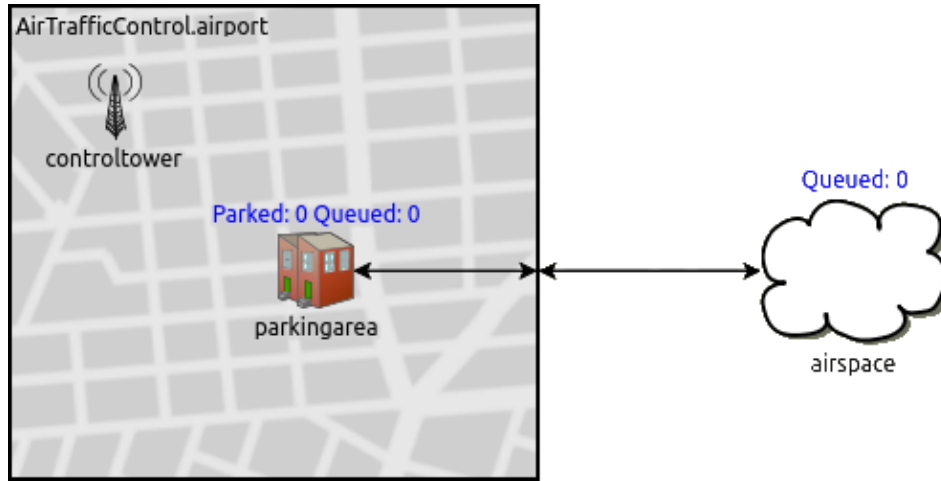 AirTrafficControl.airport
controltower
Parked: 0 Queued: 0
parkingarea
Queued: 0
airspace